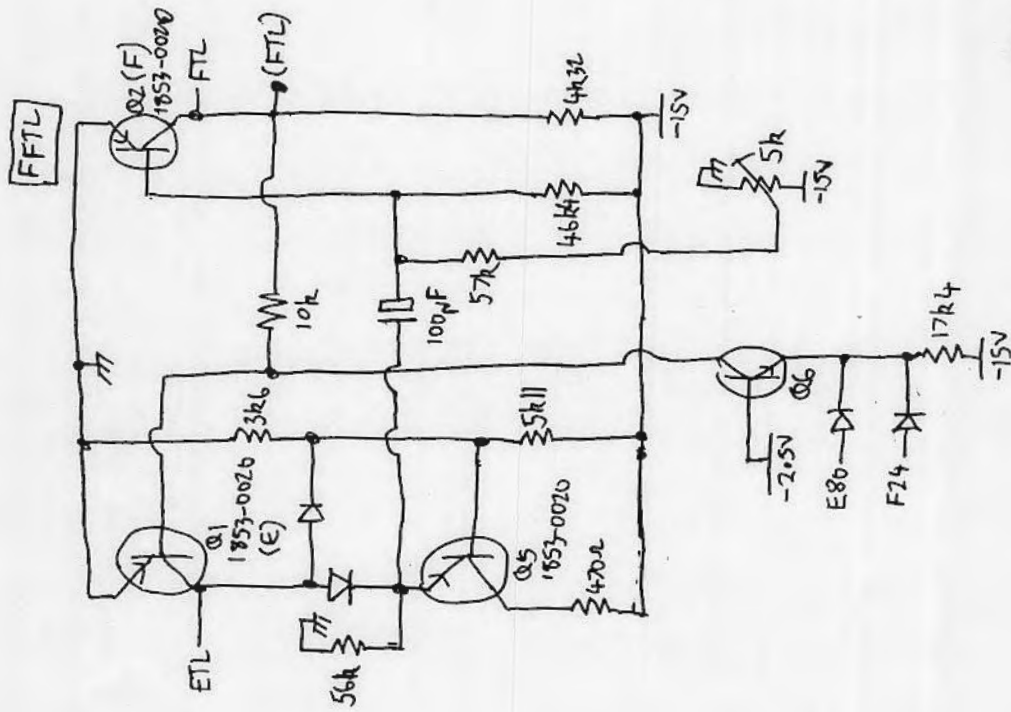 FFTL
Q2 (F)
1853-0020
FTL
(FTL)
10k
4k32
-15V
46k4
5k
-15V
57k
100µF
3k6
Q1
1853-0020
(E)
ETL
5k11
56k
Q5
1853-0020
470Ω
Q6
-2.5V
E80
F24
17k4
-15V